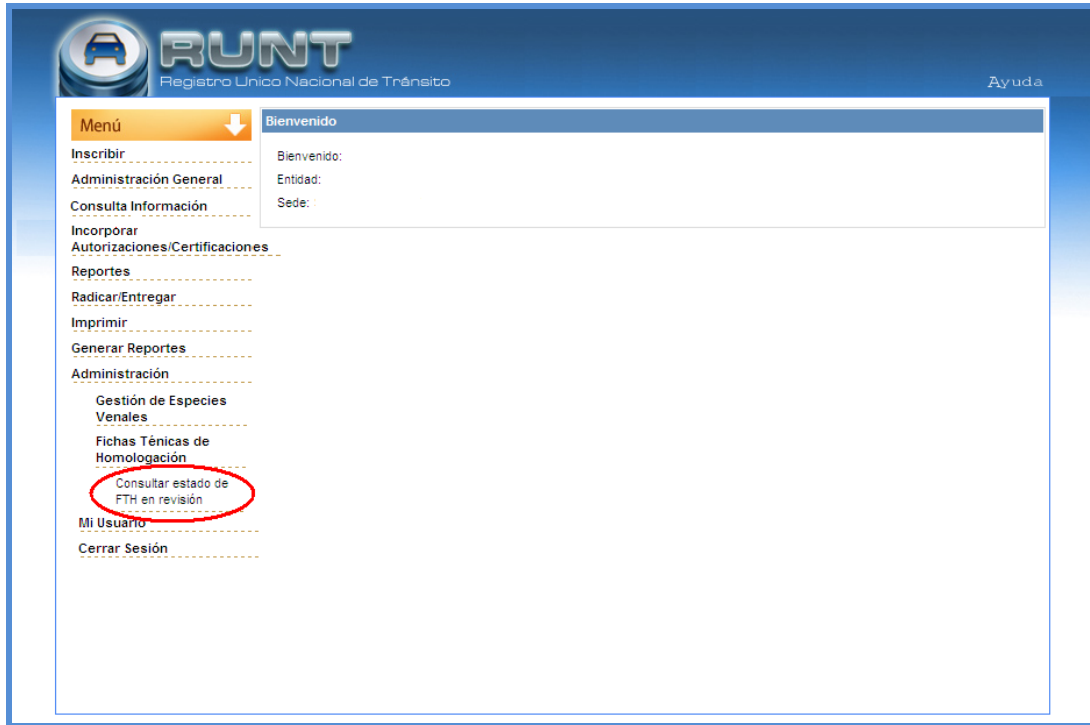 RUNT
Registro Unico Nacional de Tránsito
Ayuda
Menú
Bienvenido
Inscribir
Administración General
Consulta Información
Incorporar
Autorizaciones/Certificaciones
Reportes
Radicar/Entregar
Imprimir
Generar Reportes
Administración
Gestión de Especies
Venales
Fichas Ténicas de
Homologación
Consultar estado de
FTH en revisión
Mi Usuario
Cerrar Sesión
Bienvenido:
Entidad:
Sede: